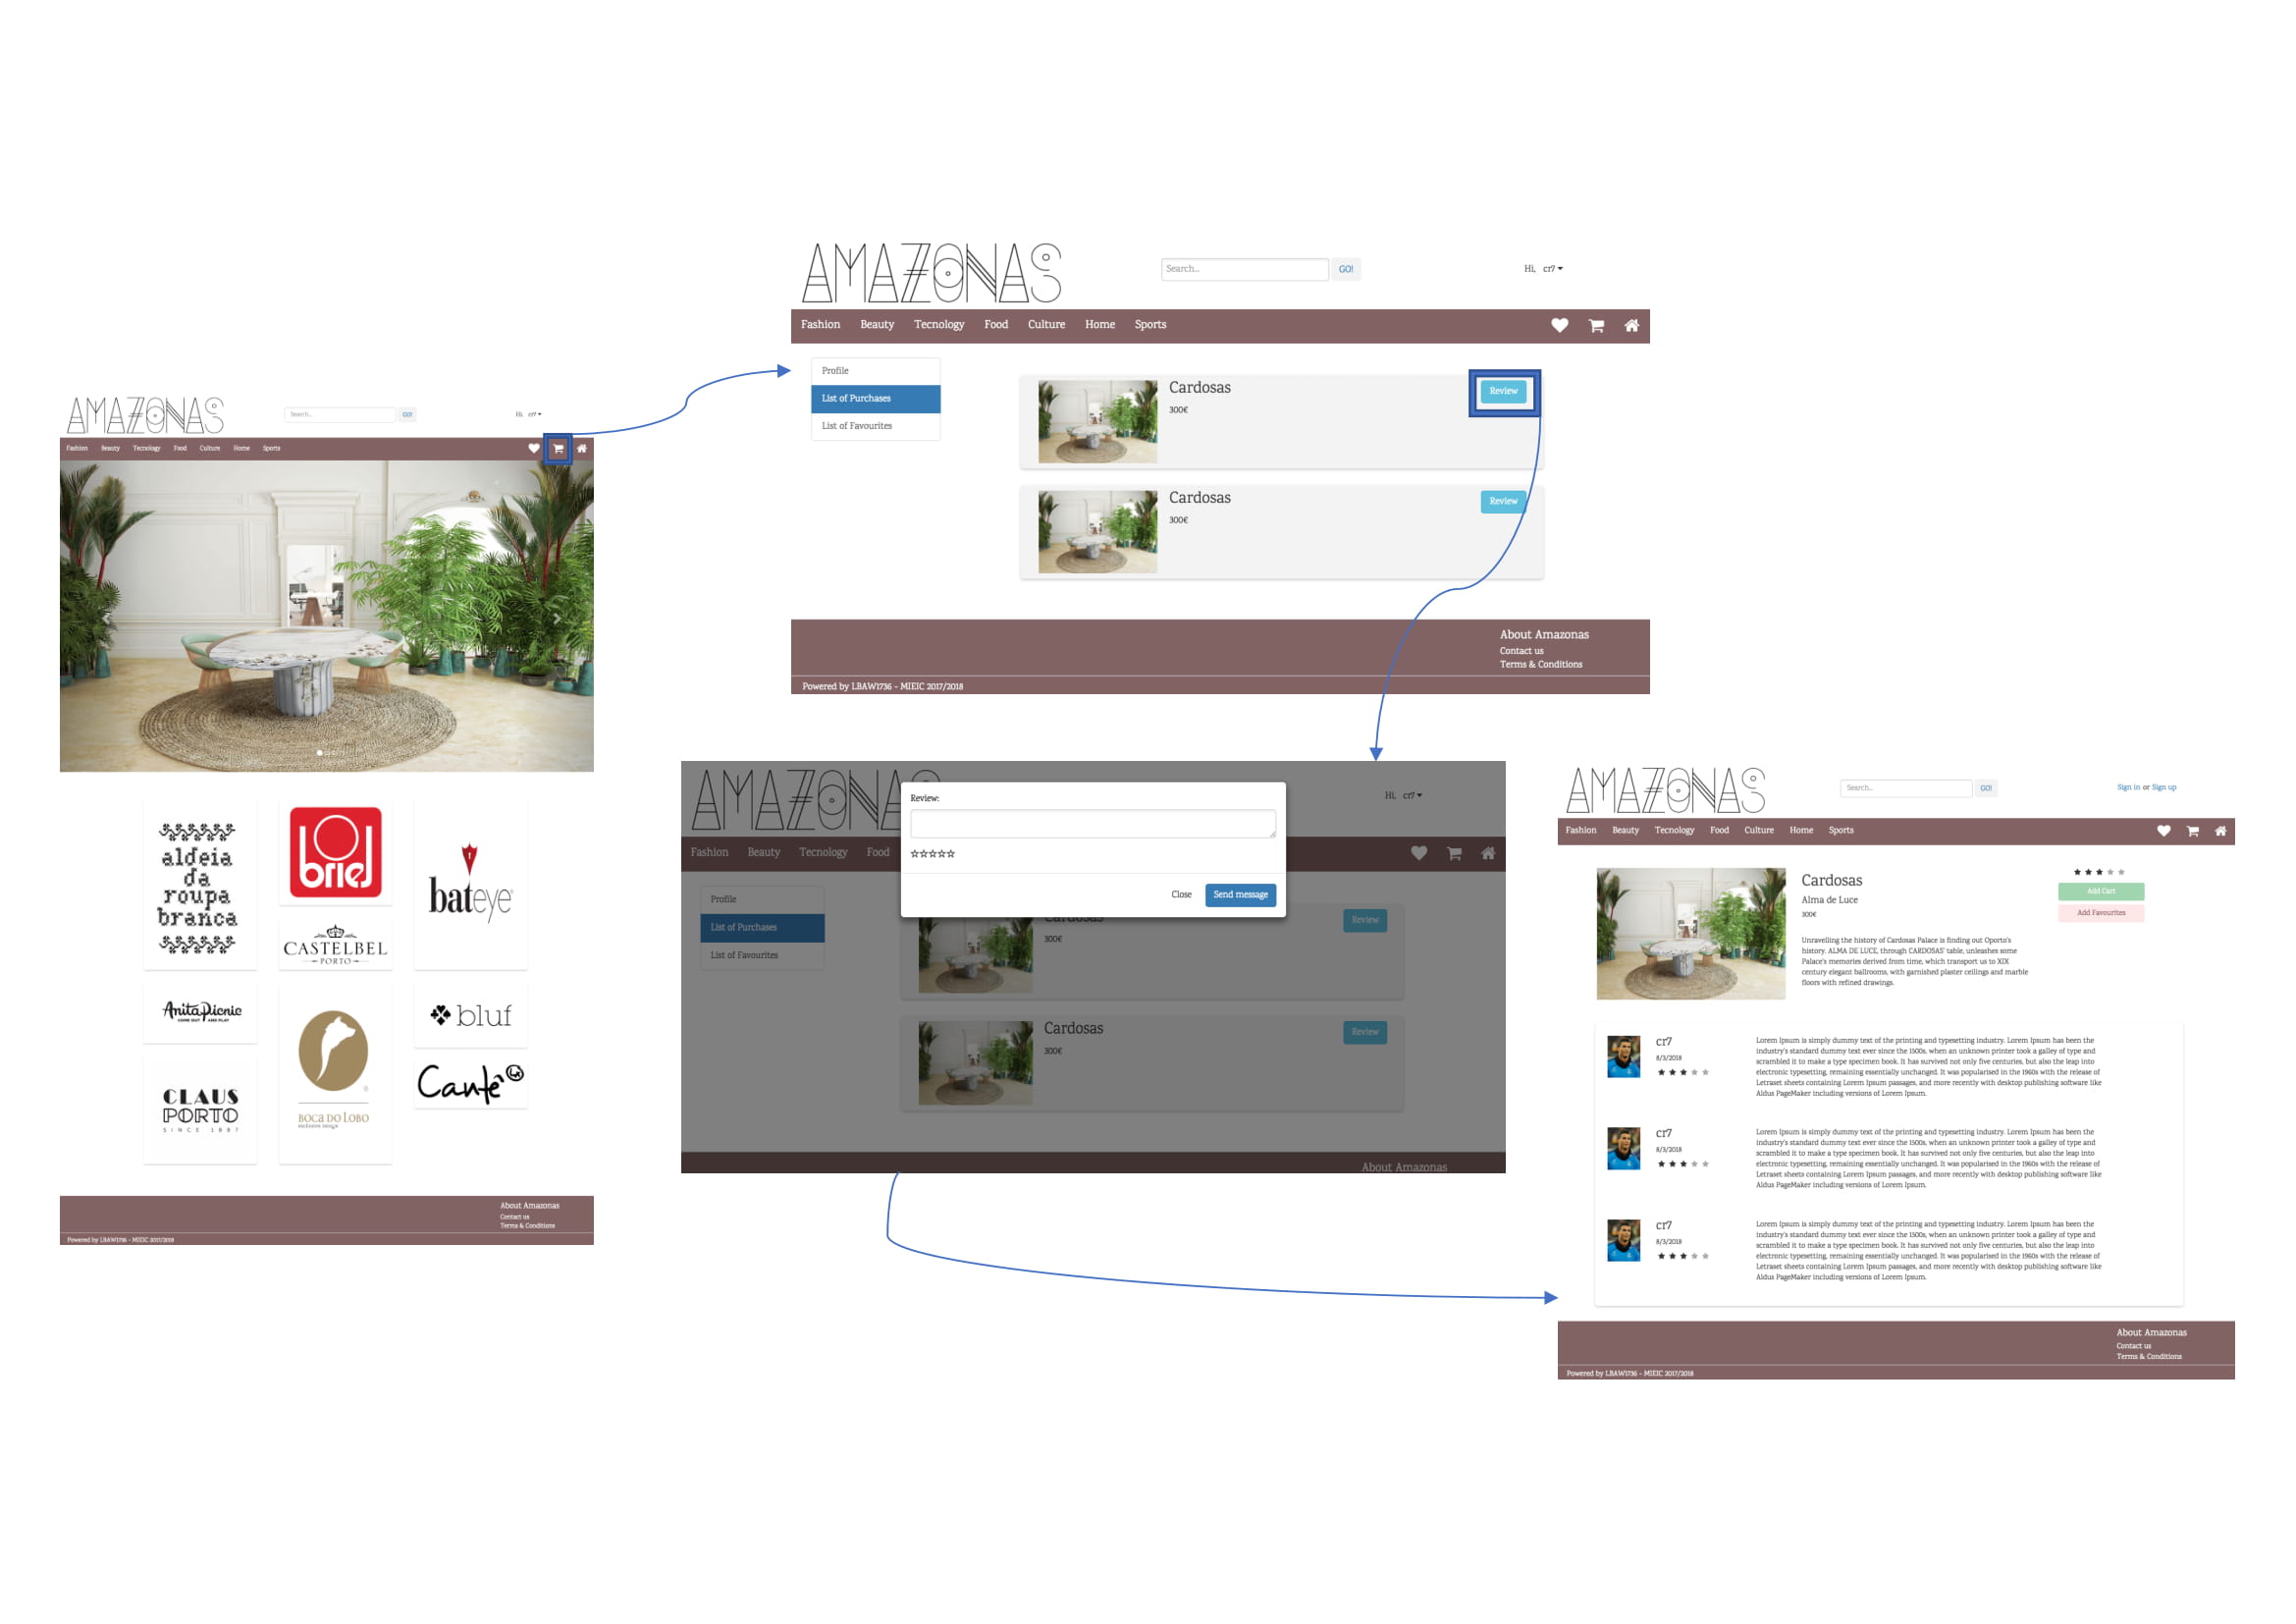 AMAZONAS
Search...
GO!
Hi, cr7
Fashion Beauty Tecnology Food Culture Home Sports
aldeia
da
roupa
branca
briel
CASTELBEL
PORTO
bateye
Anita Picnic
COME OUT AND PLAY
CLAUS
PORTO
SINCE 1887
BOCA DO LOBO
EXCLUSIVE DESIGN
bluf
Cantê
Lx
About Amazonas
Contact us
Terms & Conditions
Powered by LBAW1736 - MIEIC 2017/2018
AMAZONAS
Search...
GO!
Hi, cr7
Fashion Beauty Tecnology Food Culture Home Sports
Profile
List of Purchases
List of Favourites
Cardosas
300€
Review
Cardosas
300€
Review
About Amazonas
Contact us
Terms & Conditions
Powered by LBAW1736 - MIEIC 2017/2018
AMAZONAS
Hi, cr7
Fashion Beauty Tecnology Food
Review:
Close
Send message
Profile
List of Purchases
List of Favourites
Cardosas
300€
Review
Cardosas
300€
Review
About Amazonas
AMAZONAS
Search...
GO!
Sign in or Sign up
Fashion Beauty Tecnology Food Culture Home Sports
Cardosas
Alma de Luce
300€
Add Cart
Add Favourites
Unravelling the history of Cardosas Palace is finding out Oporto's
history. ALMA DE LUCE, through CARDOSAS' table, unleashes some
Palace's memories derived from time, which transport us to XIX
century elegant ballrooms, with garnished plaster ceilings and marble
floors with refined drawings.
cr7
8/3/2018
Lorem Ipsum is simply dummy text of the printing and typesetting industry. Lorem Ipsum has been the
industry's standard dummy text ever since the 1500s, when an unknown printer took a galley of type and
scrambled it to make a type specimen book. It has survived not only five centuries, but also the leap into
electronic typesetting, remaining essentially unchanged. It was popularised in the 1960s with the release of
Letraset sheets containing Lorem Ipsum passages, and more recently with desktop publishing software like
Aldus PageMaker including versions of Lorem Ipsum.
cr7
8/3/2018
Lorem Ipsum is simply dummy text of the printing and typesetting industry. Lorem Ipsum has been the
industry's standard dummy text ever since the 1500s, when an unknown printer took a galley of type and
scrambled it to make a type specimen book. It has survived not only five centuries, but also the leap into
electronic typesetting, remaining essentially unchanged. It was popularised in the 1960s with the release of
Letraset sheets containing Lorem Ipsum passages, and more recently with desktop publishing software like
Aldus PageMaker including versions of Lorem Ipsum.
cr7
8/3/2018
Lorem Ipsum is simply dummy text of the printing and typesetting industry. Lorem Ipsum has been the
industry's standard dummy text ever since the 1500s, when an unknown printer took a galley of type and
scrambled it to make a type specimen book. It has survived not only five centuries, but also the leap into
electronic typesetting, remaining essentially unchanged. It was popularised in the 1960s with the release of
Letraset sheets containing Lorem Ipsum passages, and more recently with desktop publishing software like
Aldus PageMaker including versions of Lorem Ipsum.
About Amazonas
Contact us
Terms & Conditions
Powered by LBAW1736 - MIEIC 2017/2018